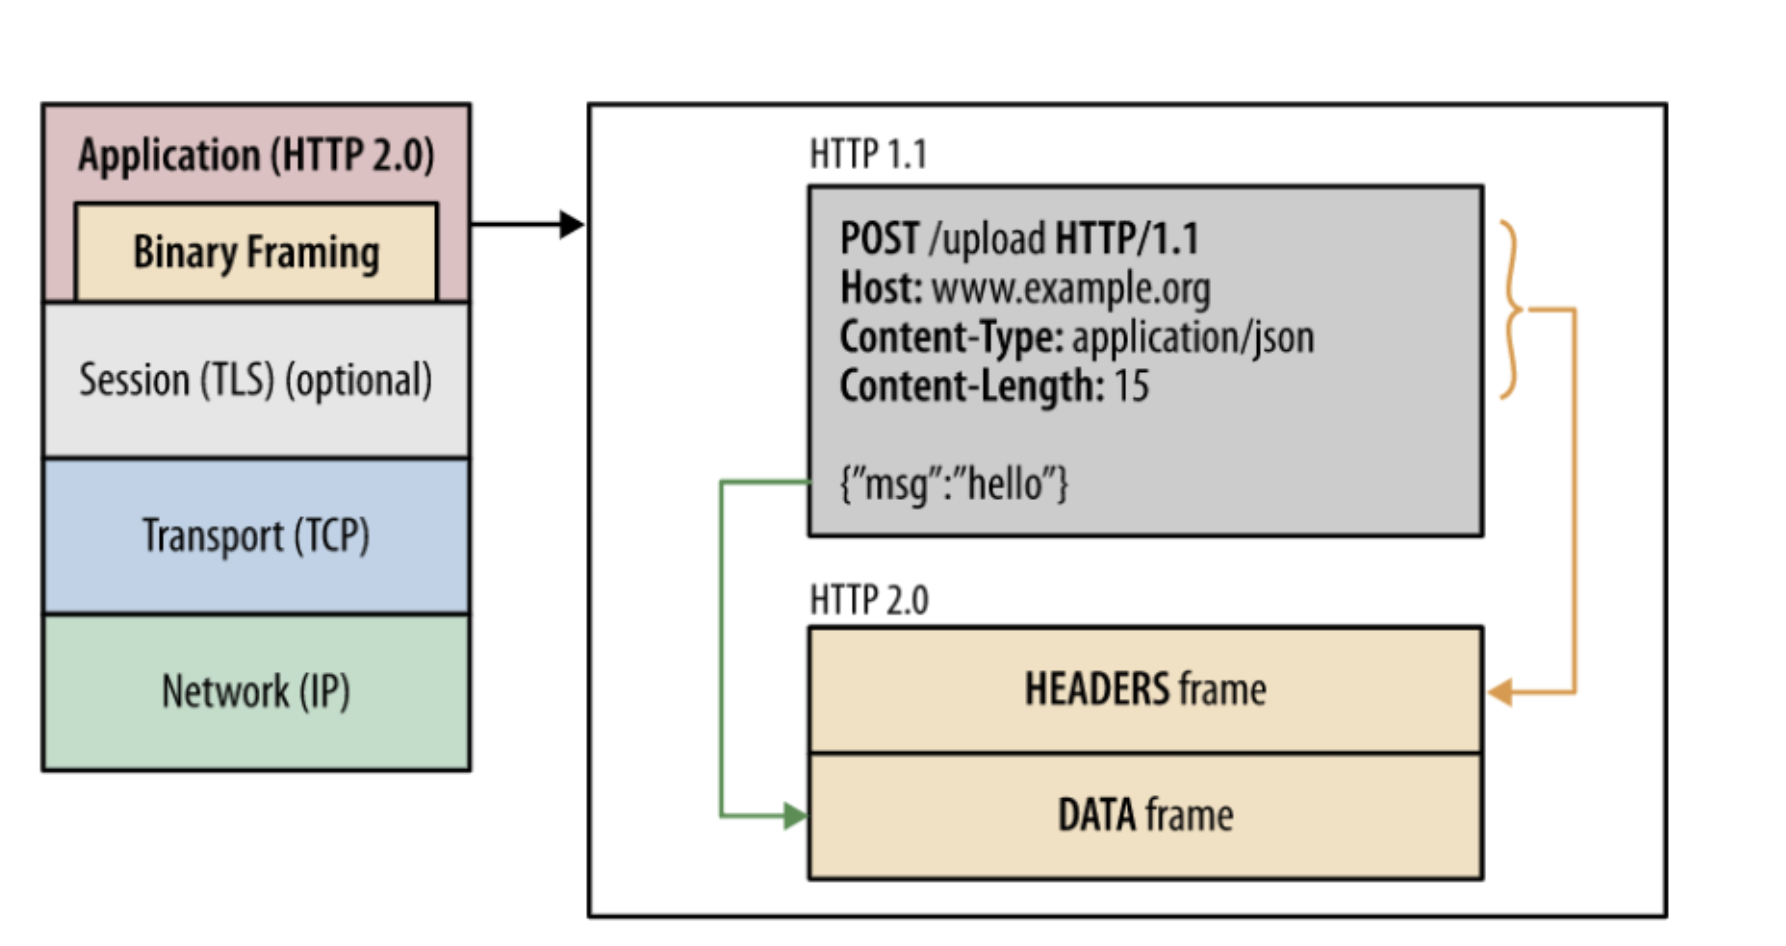 Application (HTTP 2.0)
Binary Framing
Session (TLS) (optional)
Transport (TCP)
Network (IP)
HTTP 1.1
POST /upload HTTP/1.1
Host: www.example.org
Content-Type: application/json
Content-Length: 15
{”msg”:”hello”}
HTTP 2.0
HEADERS frame
DATA frame